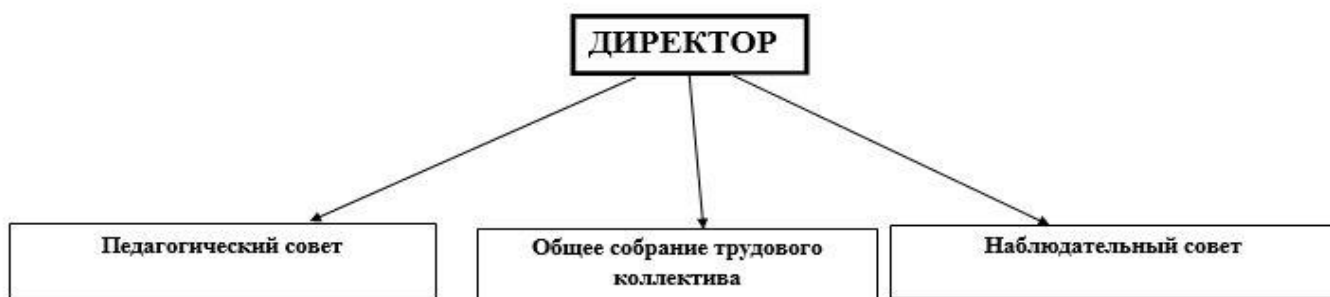 ДИРЕКТОР
Педагогический совет
Общее собрание трудового
коллектива
Наблюдательный совет